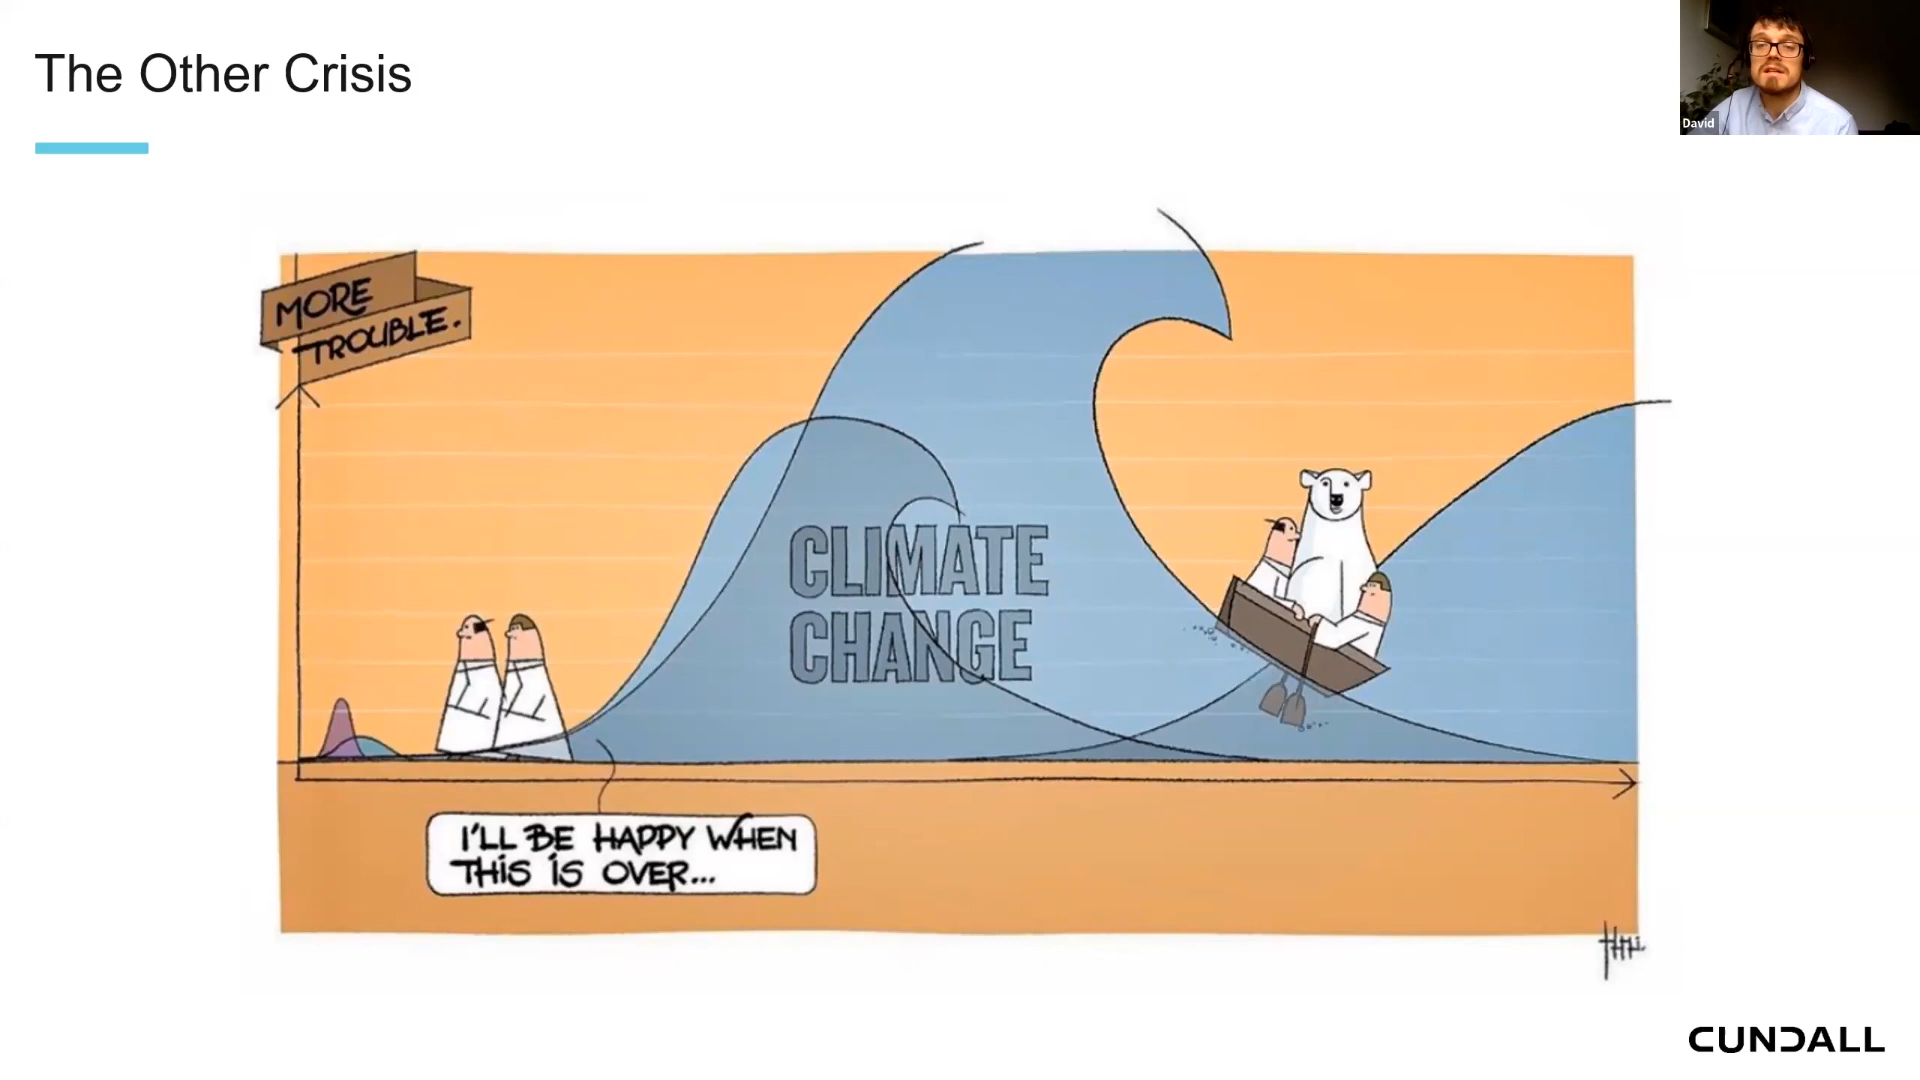 The Other Crisis
David
MORE
TROUBLE.
CLIMATE
CHANGE
I'LL BE HAPPY WHEN
THIS IS OVER...
CUNDALL